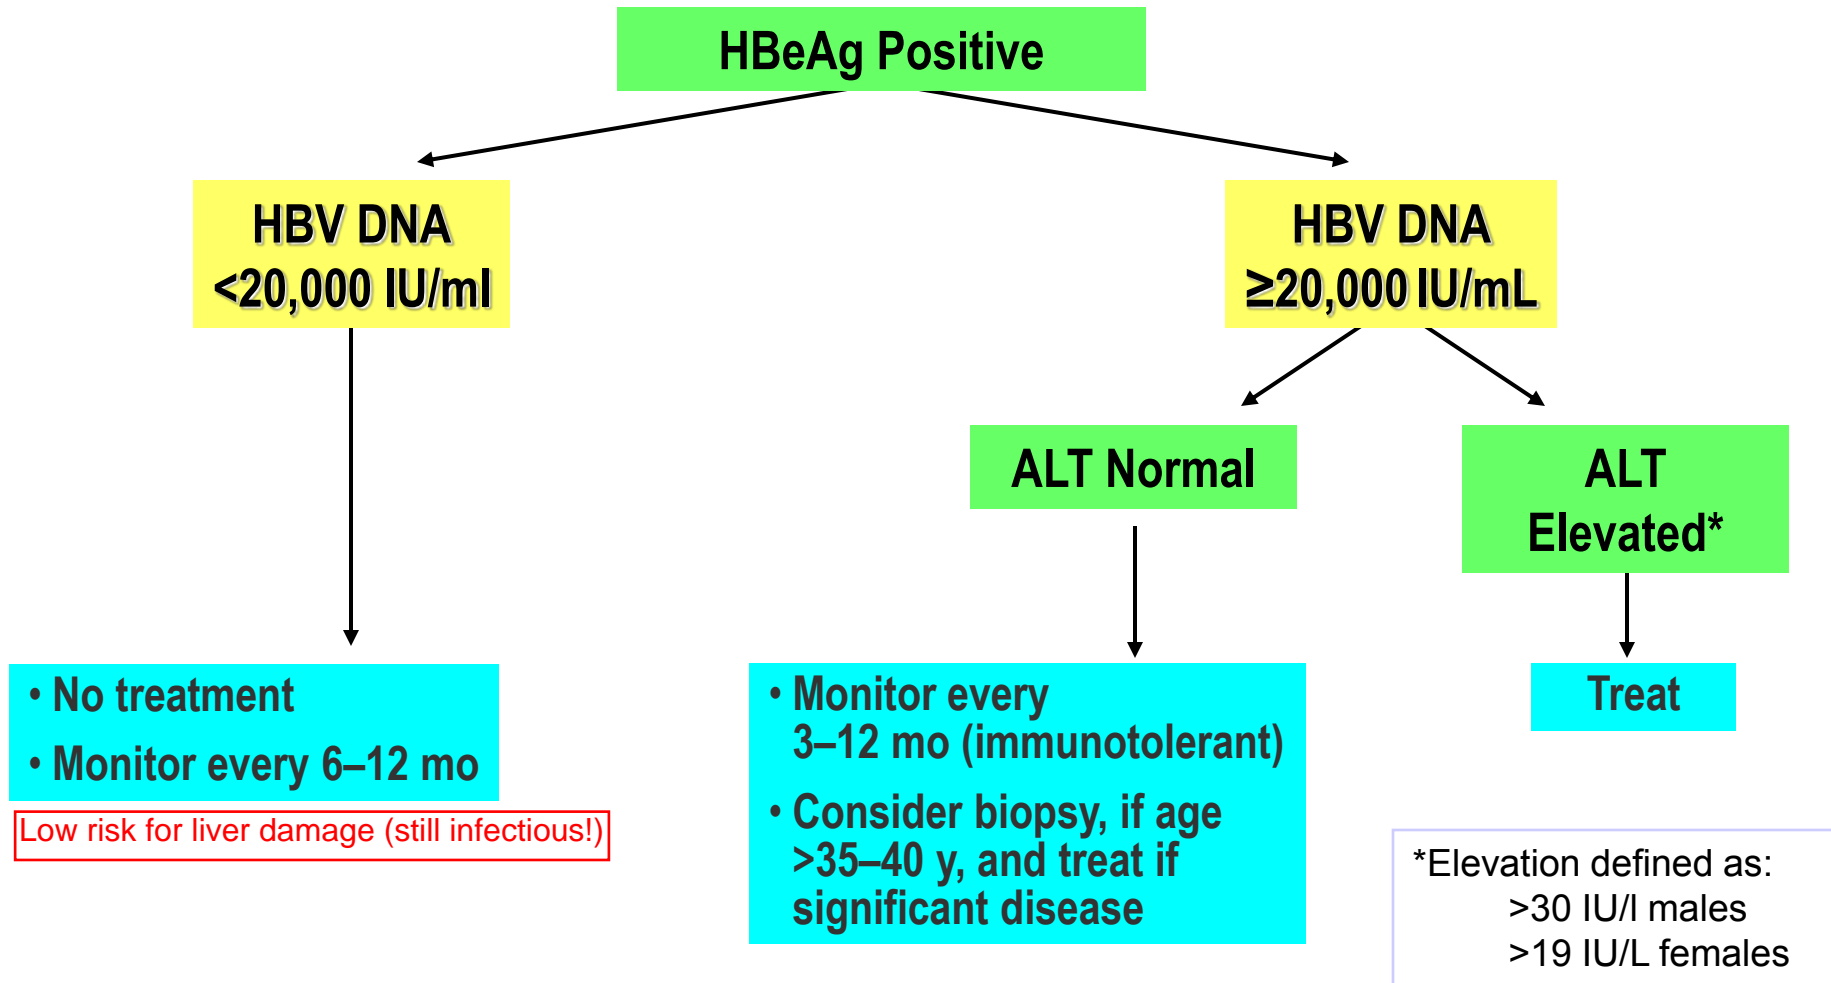 HBeAg Positive
HBV DNA
<20,000 IU/ml
HBV DNA
≥20,000 IU/mL
ALT Normal
ALT
Elevated*
• No treatment
• Monitor every 6–12 mo
Low risk for liver damage (still infectious!)
• Monitor every
3–12 mo (immunotolerant)
• Consider biopsy, if age
>35–40 y, and treat if
significant disease
Treat
*Elevation defined as:
>30 IU/l males
>19 IU/L females